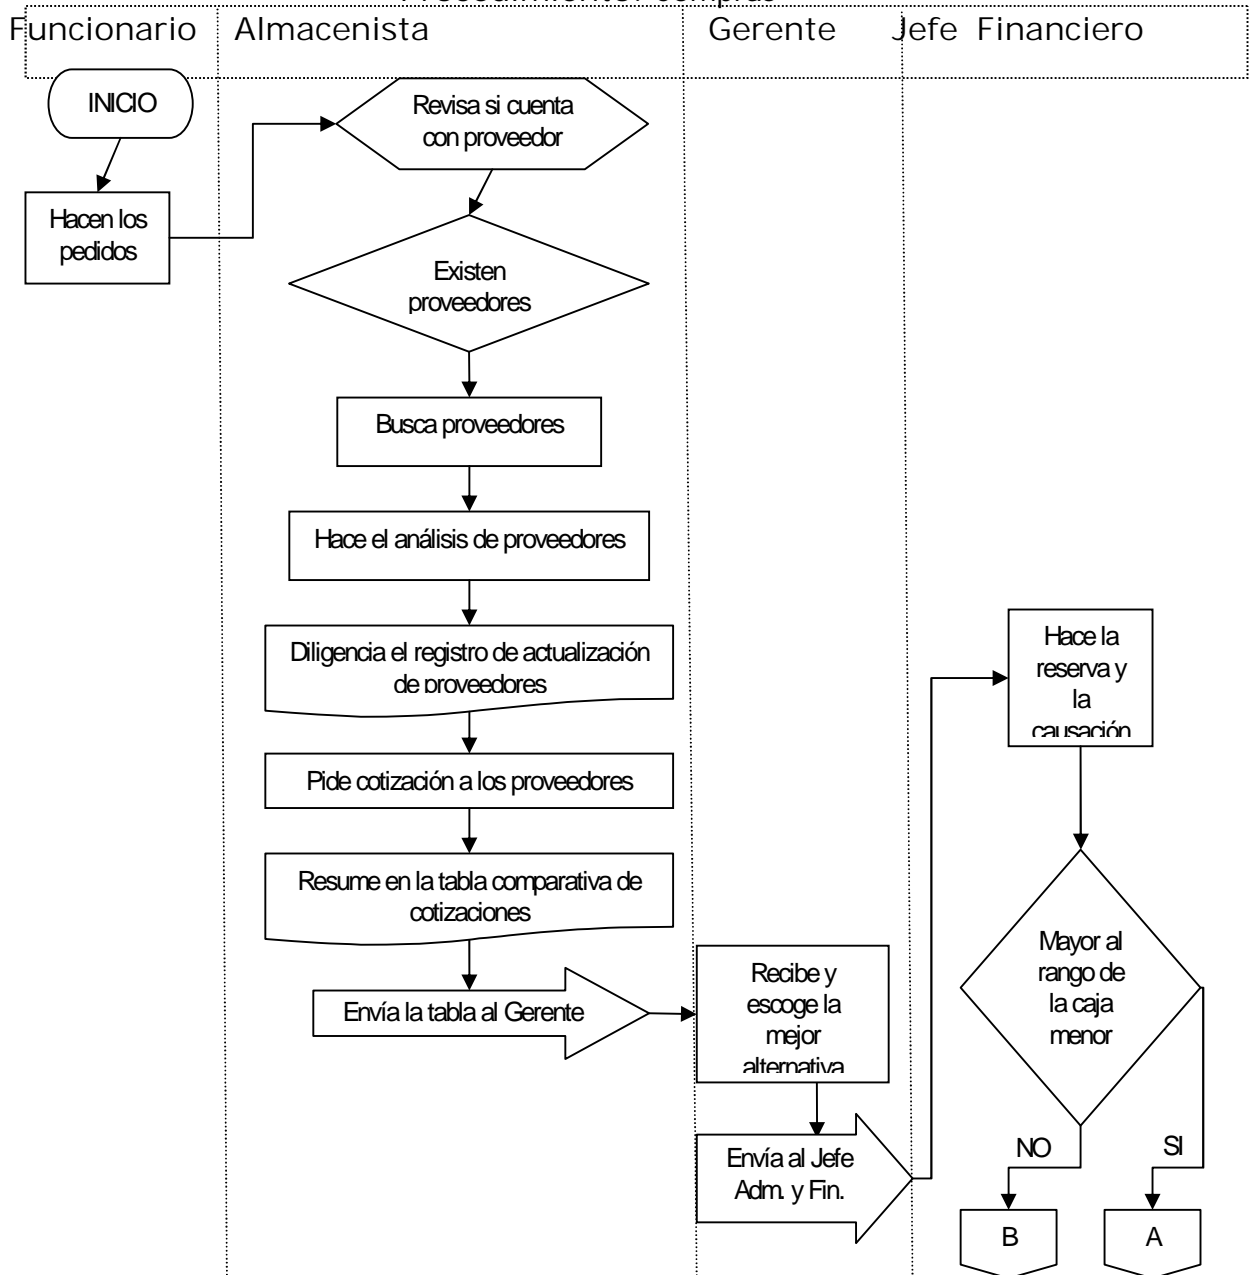 Procedimiento: compras
Funcionario Almacenista Gerente Jefe Financiero
INICIO
Revisa si cuenta
con proveedor
Hacen los
pedidos
Existen
proveedores
Busca proveedores
Hace el análisis de proveedores
Diligencia el registro de actualización
de proveedores
Pide cotización a los proveedores
Resume en la tabla comparativa de
cotizaciones
Envía la tabla al Gerente
Recibe y
escoge la
mejor
alternativa
Envía al Jefe
Adm. y Fin.
Hace la
reserva y
la
causación
Mayor al
rango de
la caja
menor
NO
SI
B
A